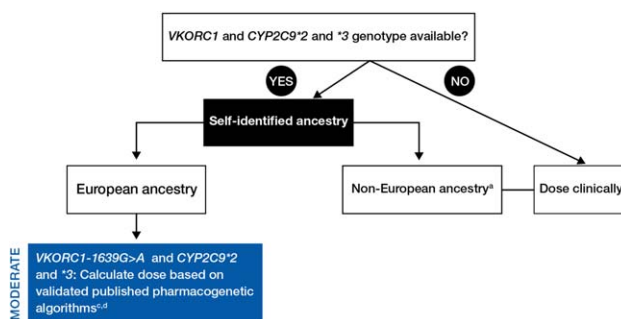 VKORC1 and CYP2C9*2 and *3 genotype available?
YES
NO
Self-identified ancestry
European ancestry
Non-European ancestryª
Dose clinically
MODERATE
VKORC1-1639G>A and CYP2C9*2
and *3: Calculate dose based on
validated published pharmacogenetic
algorithmsᶜ,ᵈ